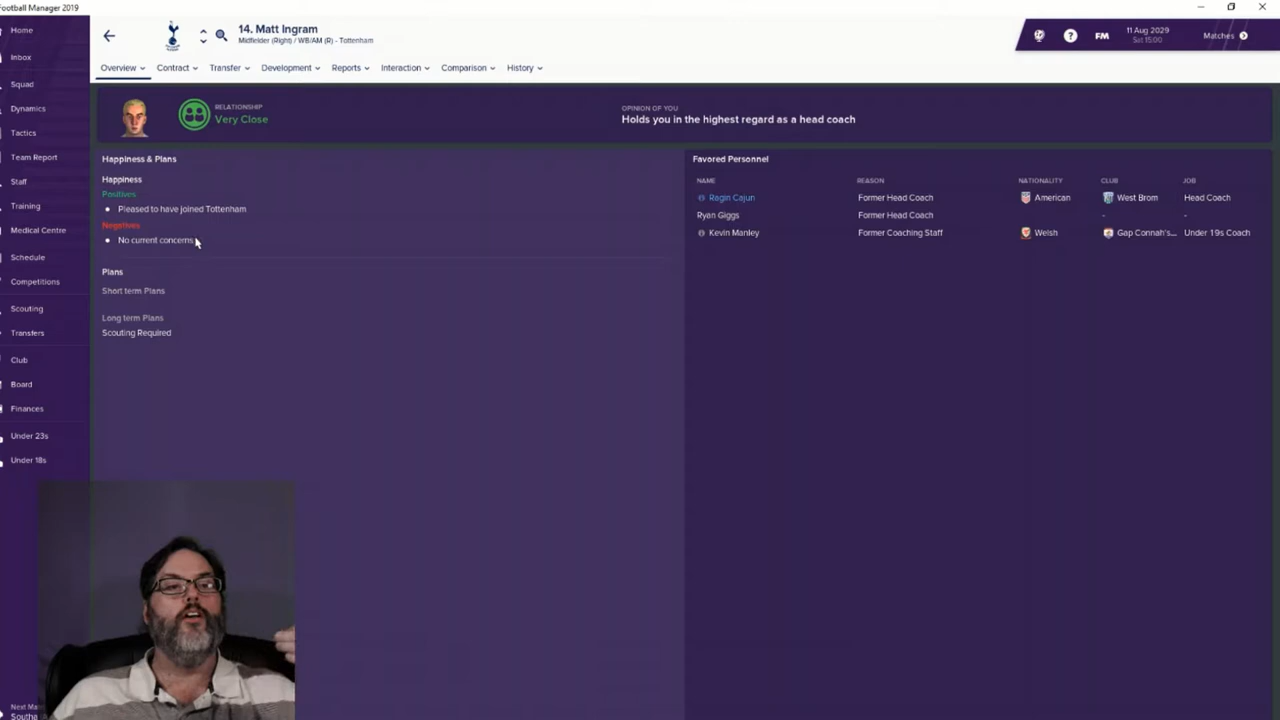 Football Manager 2019
Home
Inbox
Squad
Dynamics
Tactics
Team Report
Staff
Training
Medical Centre
Schedule
Competitions
Scouting
Transfers
Club
Board
Finances
Under 23s
Under 18s
14. Matt Ingram
Midfielder (Right) / WB/AM (R) - Tottenham
FM
11 Aug 2029
Sat 15:00
Matches
Overview
Contract
Transfer
Development
Reports
Interaction
Comparison
History
RELATIONSHIP
Very Close
OPINION OF YOU
Holds you in the highest regard as a head coach
Happiness & Plans
Happiness
Positives
Pleased to have joined Tottenham
Negatives
No current concerns
Plans
Short term Plans
Long term Plans
Scouting Required
Favored Personnel
NAME REASON NATIONALITY CLUB JOB
Ragin Cajun Former Head Coach American West Brom Head Coach
Ryan Giggs Former Head Coach - -
Kevin Manley Former Coaching Staff Welsh Gap Connah's... Under 19s Coach
Next Ma
Southa